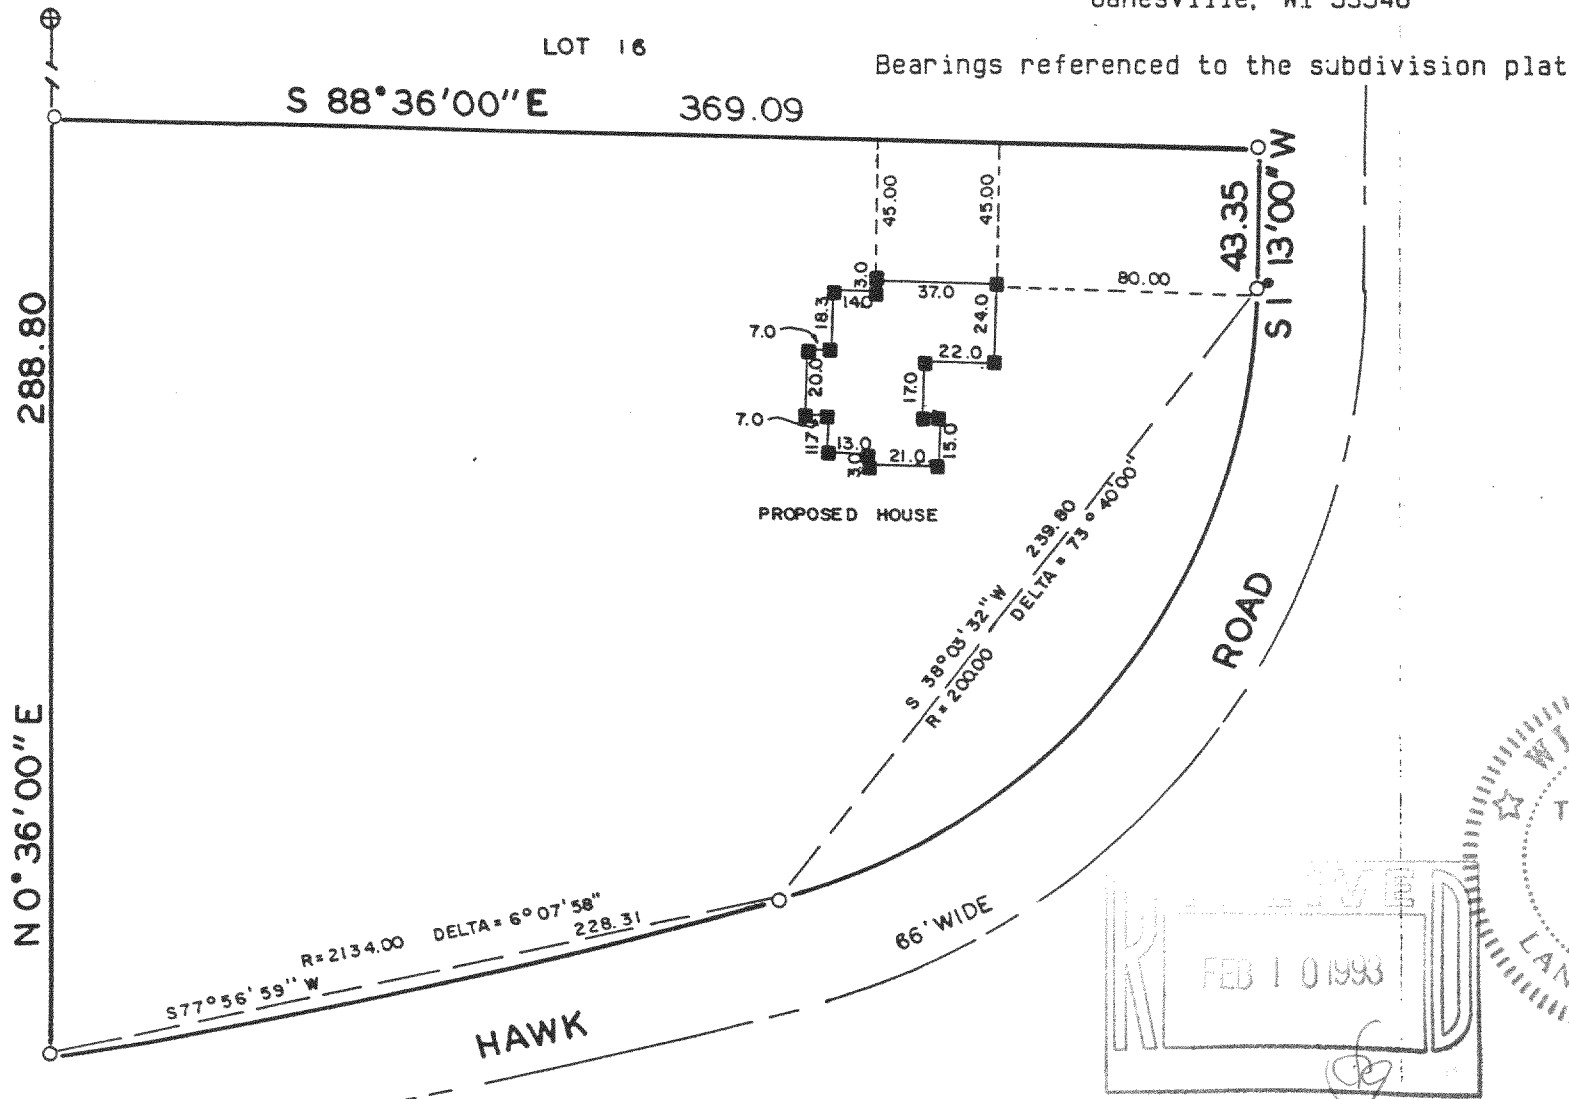 LOT 16
Bearings referenced to the subdivision plat
S 88°36'00"E 369.09
S 1°13'00"W
43.35
45.00
45.00
3.0
37.0
14.0
80.00
18.3
24.0
7.0
22.0
20.0
17.0
7.0
13.0
15.0
3.0
21.0
PROPOSED HOUSE
288.80
N 0°36'00"E
S 38°03'32"W 239.80
R=200.00 DELTA = 73°40'00"
ROAD
R=2134.00 DELTA=6°07'58"
S77°56'59"W 228.31
66' WIDE
HAWK
FEB 10 1993